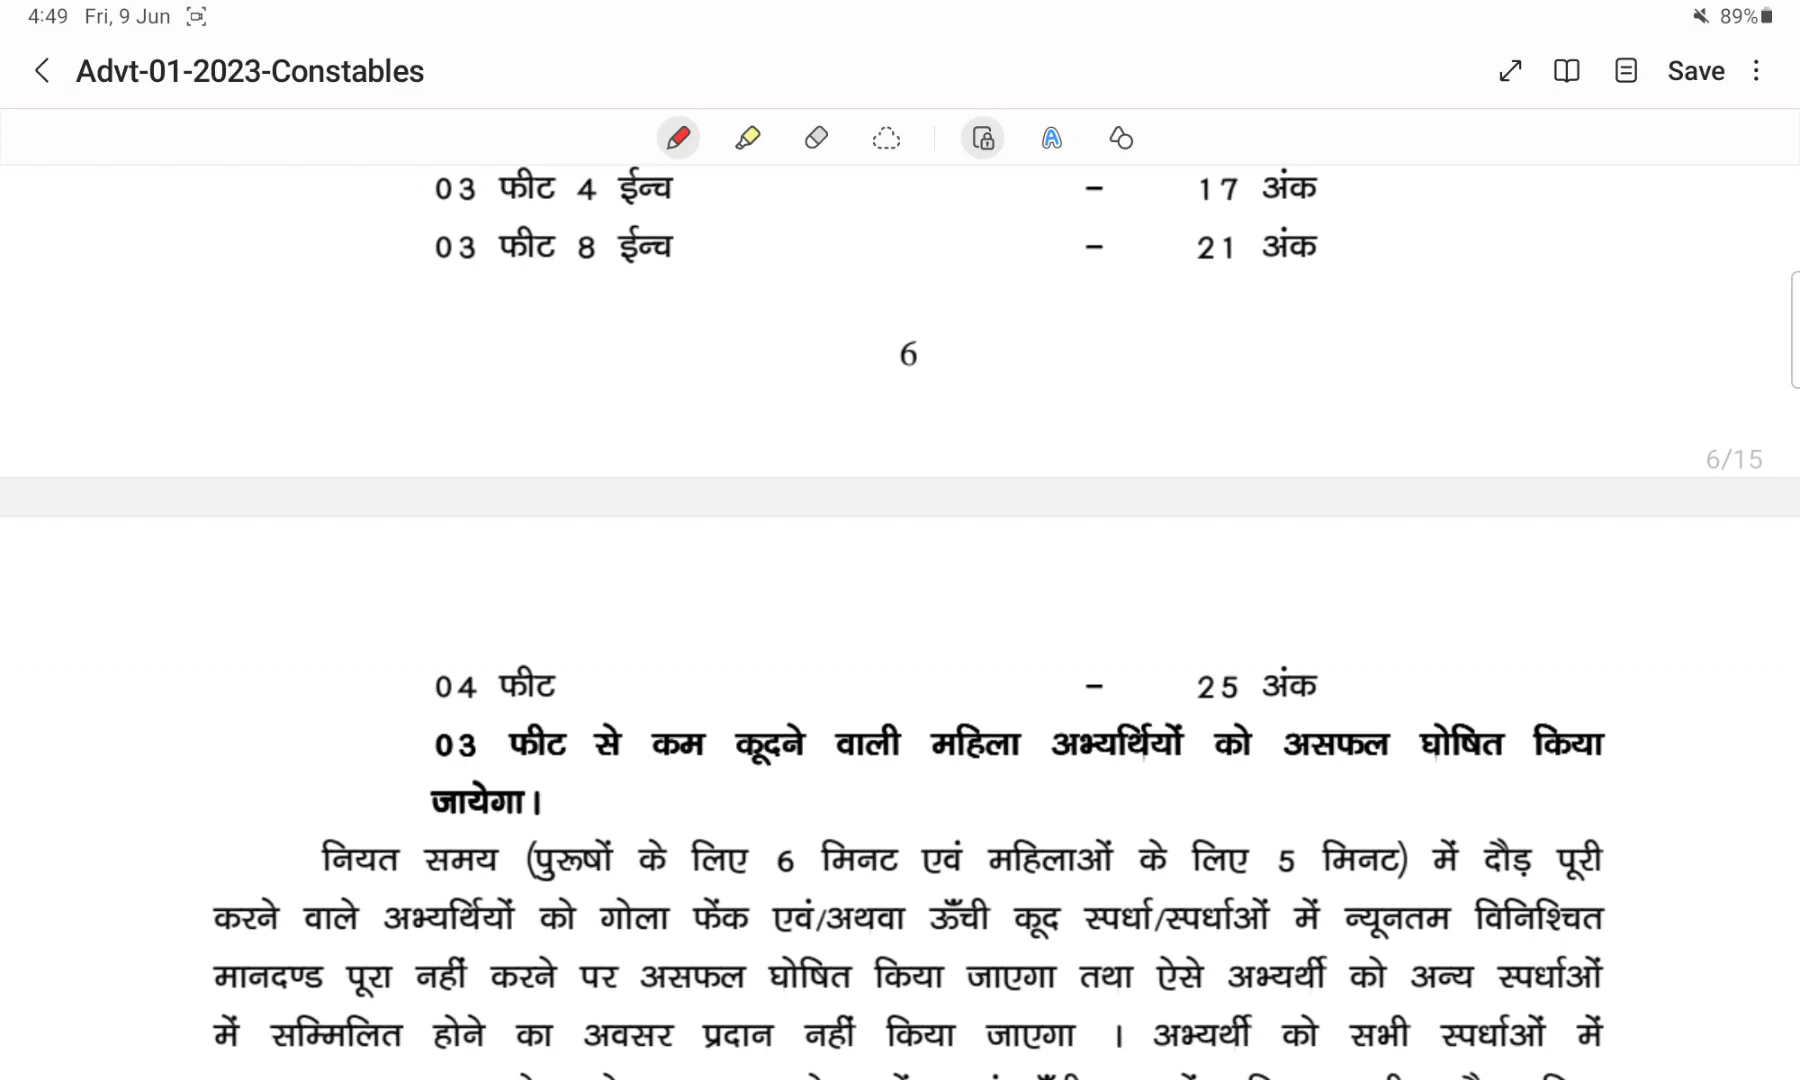 4:49 Fri, 9 Jun 89%
Advt-01-2023-Constables Save
03 फीट 4 ईन्च – 17 अंक
03 फीट 8 ईन्च – 21 अंक
6
6/15
04 फीट – 25 अंक
03 फीट से कम कूदने वाली महिला अभ्यर्थियों को असफल घोषित किया
जायेगा।
नियत समय (पुरूषों के लिए 6 मिनट एवं महिलाओं के लिए 5 मिनट) में दौड़ पूरी
करने वाले अभ्यर्थियों को गोला फेंक एवं/अथवा ऊँची कूद स्पर्धा/स्पर्धाओं में न्यूनतम विनिश्चित
मानदण्ड पूरा नहीं करने पर असफल घोषित किया जाएगा तथा ऐसे अभ्यर्थी को अन्य स्पर्धाओं
में सम्मिलित होने का अवसर प्रदान नहीं किया जाएगा । अभ्यर्थी को सभी स्पर्धाओं में